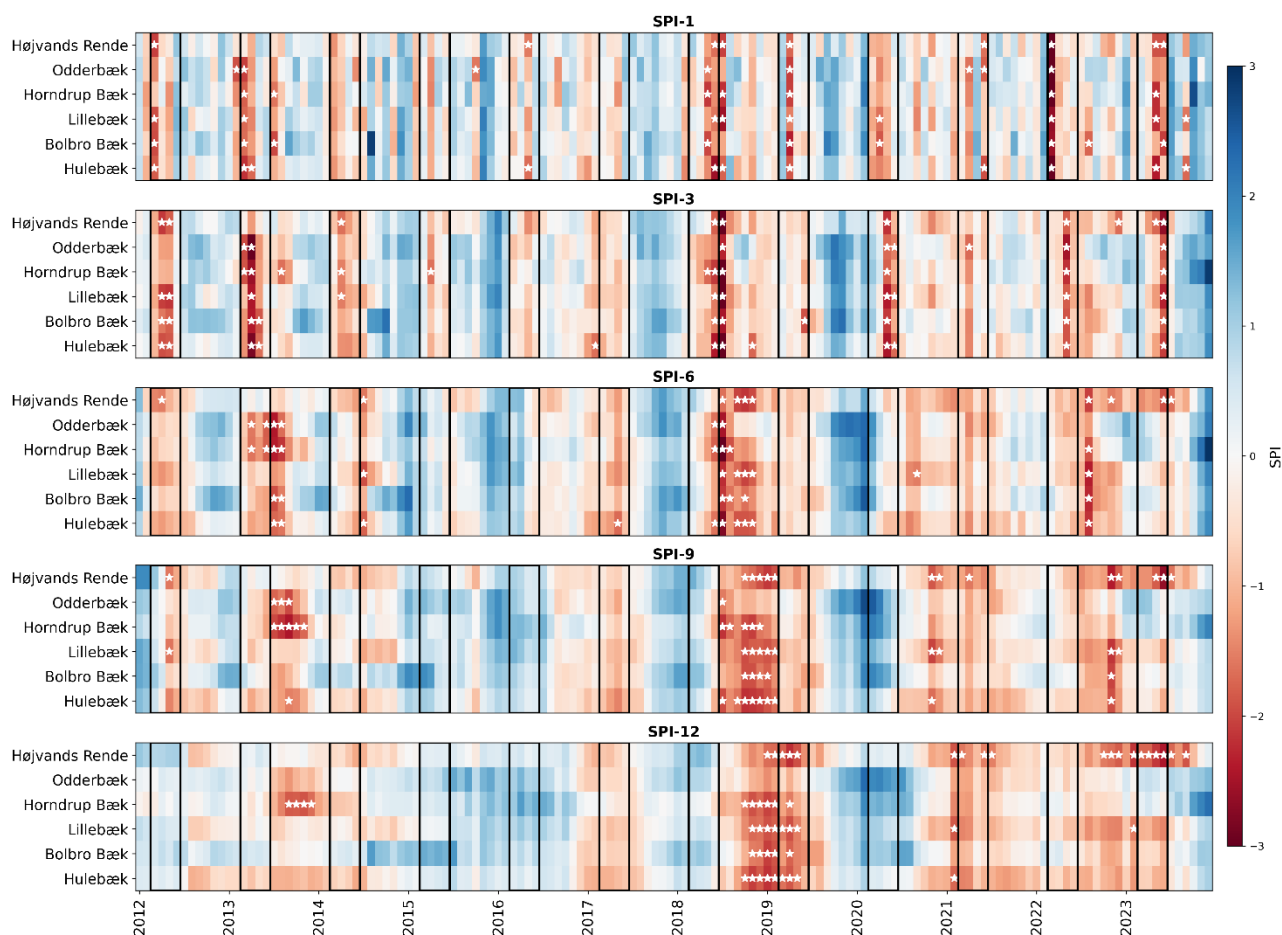 SPI-1
Højvands Rende
Odderbæk
Horndrup Bæk
Lillebæk
Bolbro Bæk
Hulebæk
SPI-3
Højvands Rende
Odderbæk
Horndrup Bæk
Lillebæk
Bolbro Bæk
Hulebæk
SPI-6
Højvands Rende
Odderbæk
Horndrup Bæk
Lillebæk
Bolbro Bæk
Hulebæk
SPI-9
Højvands Rende
Odderbæk
Horndrup Bæk
Lillebæk
Bolbro Bæk
Hulebæk
SPI-12
Højvands Rende
Odderbæk
Horndrup Bæk
Lillebæk
Bolbro Bæk
Hulebæk
2012 2013 2014 2015 2016 2017 2018 2019 2020 2021 2022 2023
3
2
1
0
−1
−2
−3
SPI